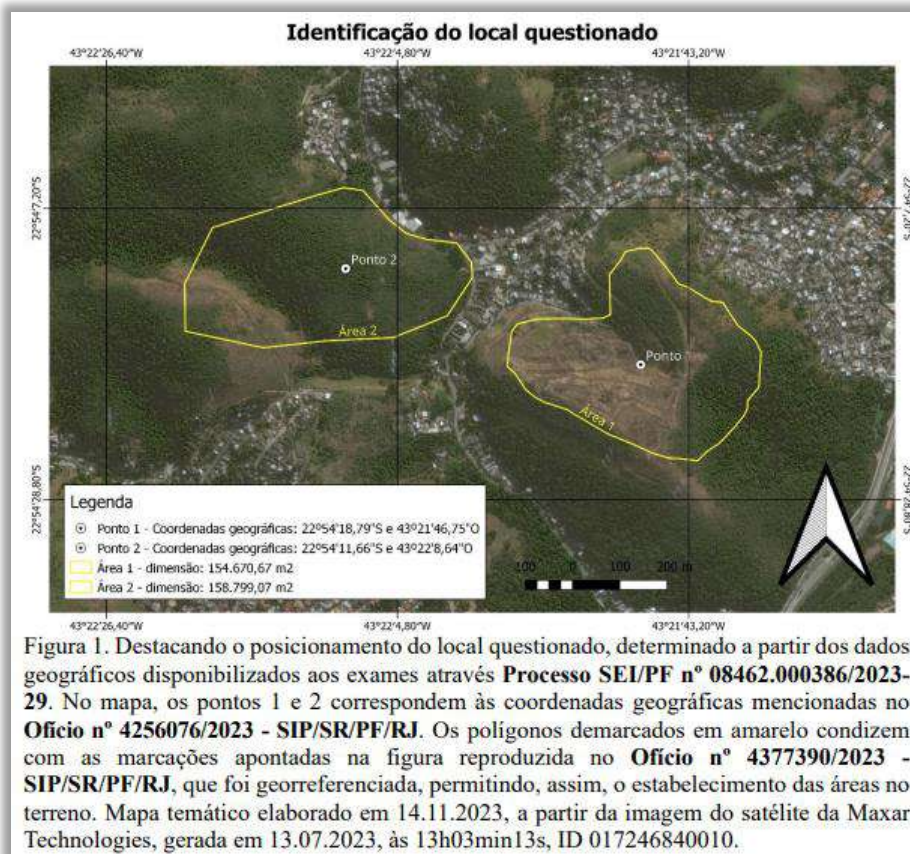 Identificação do local questionado
43°22'26,40"W 43°22'4,80"W 43°21'43,20"W
22°54'7,20"S 22°54'7,20"S
Ponto 2
Área 2
Ponto
Área 1
22°54'28,80"S 22°54'28,80"S
Legenda
Ponto 1 - Coordenadas geográficas: 22º54'18,79"S e 43º21'46,75"O
Ponto 2 - Coordenadas geográficas: 22º54'11,66"S e 43º22'8,64"O
Área 1 - dimensão: 154.670,67 m2
Área 2 - dimensão: 158.799,07 m2
100 0 100 200 m
43°22'26,40"W 43°22'4,80"W 43°21'43,20"W
Figura 1. Destacando o posicionamento do local questionado, determinado a partir dos dados
geográficos disponibilizados aos exames através Processo SEI/PF nº 08462.000386/2023-
29. No mapa, os pontos 1 e 2 correspondem às coordenadas geográficas mencionadas no
Ofício nº 4256076/2023 - SIP/SR/PF/RJ. Os polígonos demarcados em amarelo condizem
com as marcações apontadas na figura reproduzida no Ofício nº 4377390/2023 -
SIP/SR/PF/RJ, que foi georreferenciada, permitindo, assim, o estabelecimento das áreas no
terreno. Mapa temático elaborado em 14.11.2023, a partir da imagem do satélite da Maxar
Technologies, gerada em 13.07.2023, às 13h03min13s, ID 017246840010.